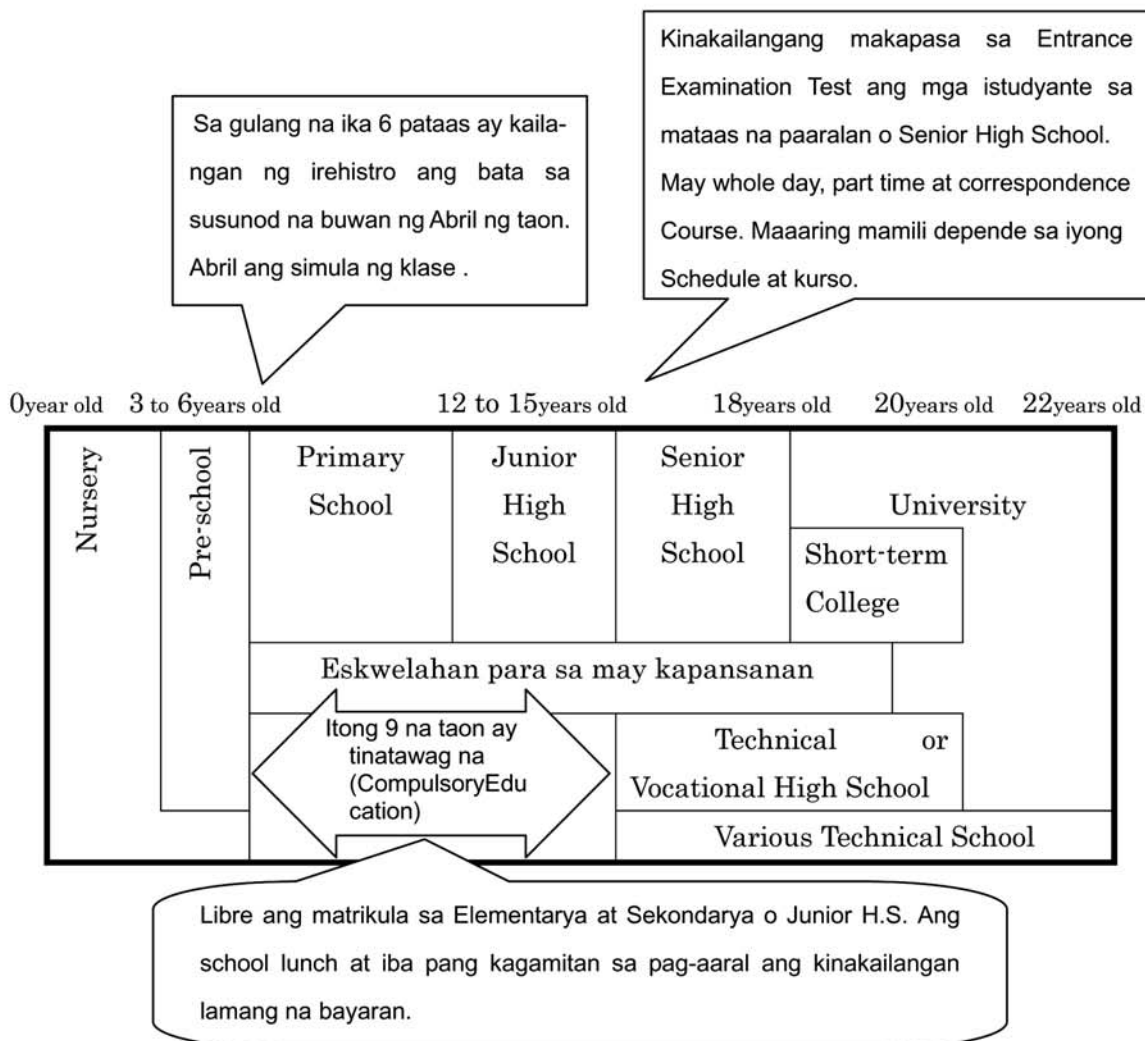 Kinakailangang makapasa sa Entrance
Examination Test ang mga istudyante sa
mataas na paaralan o Senior High School.
May whole day, part time at correspondence
Course. Maaaring mamili depende sa iyong
Schedule at kurso.
Sa gulang na ika 6 pataas ay kaila-
ngan ng irehistro ang bata sa
susunod na buwan ng Abril ng taon.
Abril ang simula ng klase .
0year old 3 to 6years old 12 to 15years old 18years old 20years old 22years old
Nursery
Pre-school
Primary
School
Junior
High
School
Senior
High
School
University
Short-term
College
Eskwelahan para sa may kapansanan
Itong 9 na taon ay
tinatawag na
(CompulsoryEdu
cation)
Technical or
Vocational High School
Various Technical School
Libre ang matrikula sa Elementarya at Sekondarya o Junior H.S. Ang
school lunch at iba pang kagamitan sa pag-aaral ang kinakailangan
lamang na bayaran.